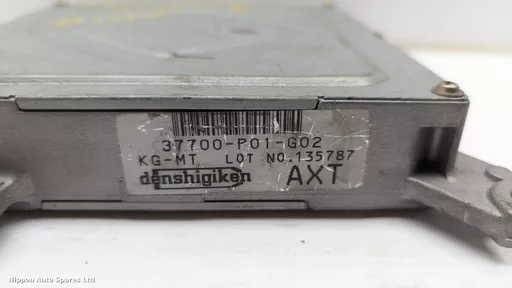 37700-P01-G02
KG-MT LOT NO.135787
denshigiken AXT
Nippon Auto Spares Ltd